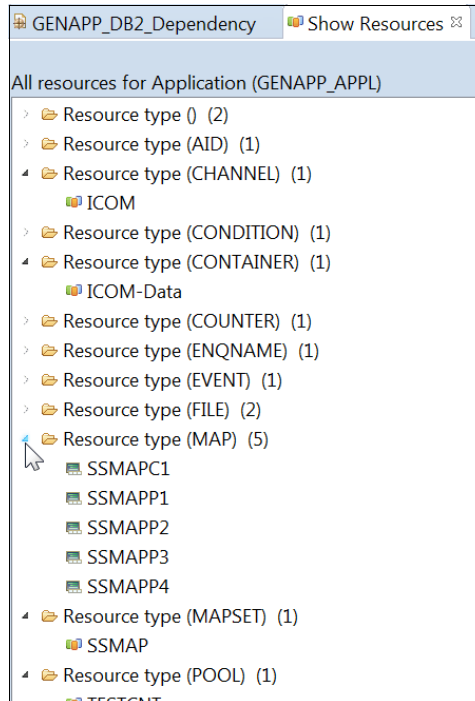 GENAPP_DB2_Dependency Show Resources
All resources for Application (GENAPP_APPL)
Resource type () (2)
Resource type (AID) (1)
Resource type (CHANNEL) (1)
ICOM
Resource type (CONDITION) (1)
Resource type (CONTAINER) (1)
ICOM-Data
Resource type (COUNTER) (1)
Resource type (ENQNAME) (1)
Resource type (EVENT) (1)
Resource type (FILE) (2)
Resource type (MAP) (5)
SSMAPC1
SSMAPP1
SSMAPP2
SSMAPP3
SSMAPP4
Resource type (MAPSET) (1)
SSMAP
Resource type (POOL) (1)